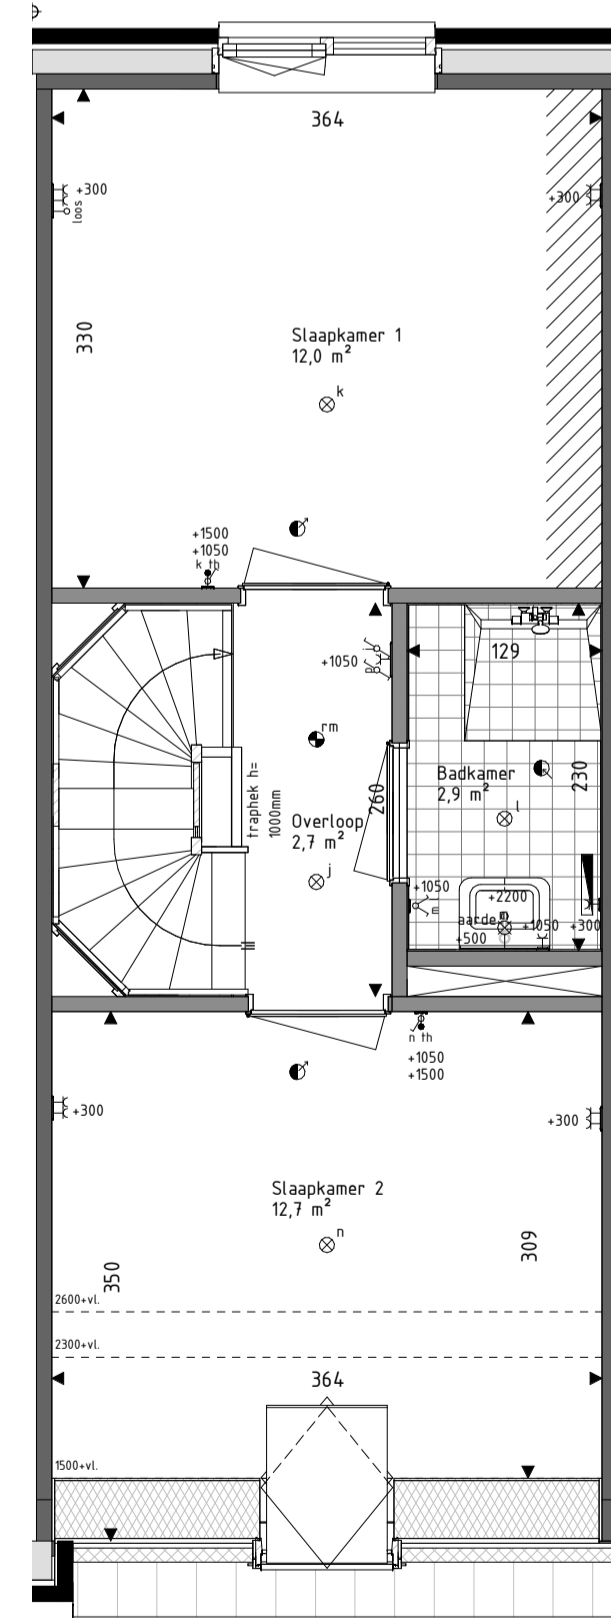 364
+300
+300
loos
330
Slaapkamer 1
12,0 m²
k
+1500
+1050
k th
129
+1050
j
rm
traphek h=
1000mm
Overloop
2,7 m²
j
260
Badkamer
2,9 m²
230
l
+1050
l
m
+2200
aarde
+1050
+300
+500
n th
+1050
+1500
+300
+300
Slaapkamer 2
12,7 m²
n
350
309
2600+vl.
2300+vl.
364
1500+vl.